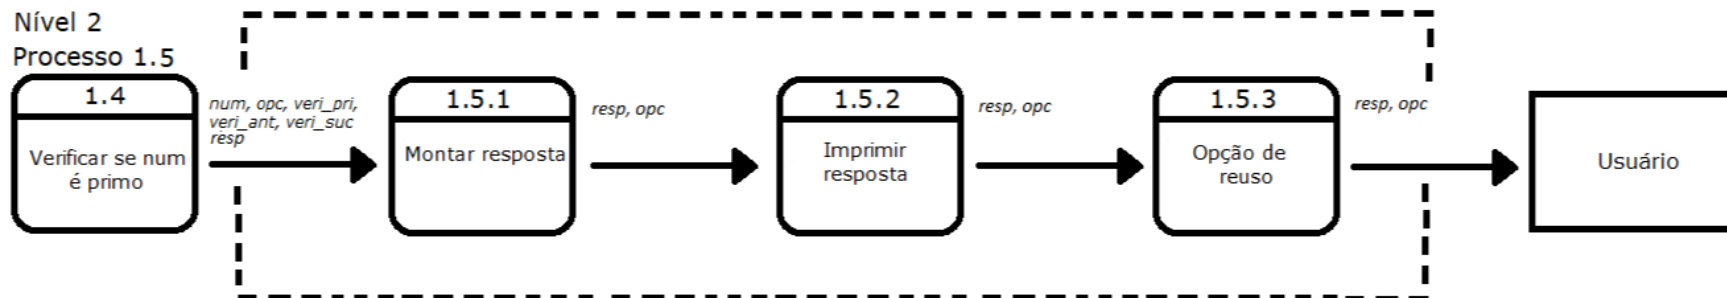 Nível 2
Processo 1.5
1.4
Verificar se num
é primo
num, opc, veri_pri,
veri_ant, veri_suc
resp
1.5.1
Montar resposta
resp, opc
1.5.2
Imprimir
resposta
resp, opc
1.5.3
Opção de
reuso
resp, opc
Usuário